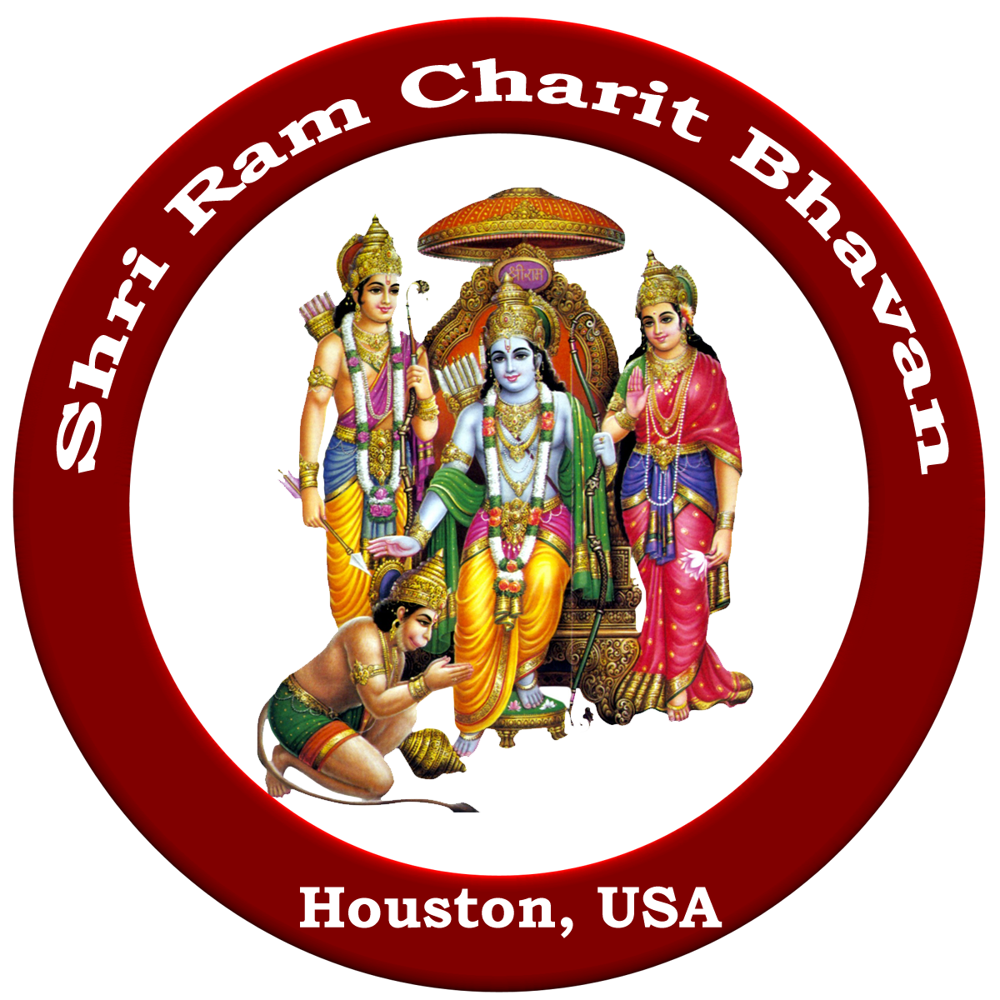 Shri Ram Charit Bhavan
श्रीराम
Houston, USA